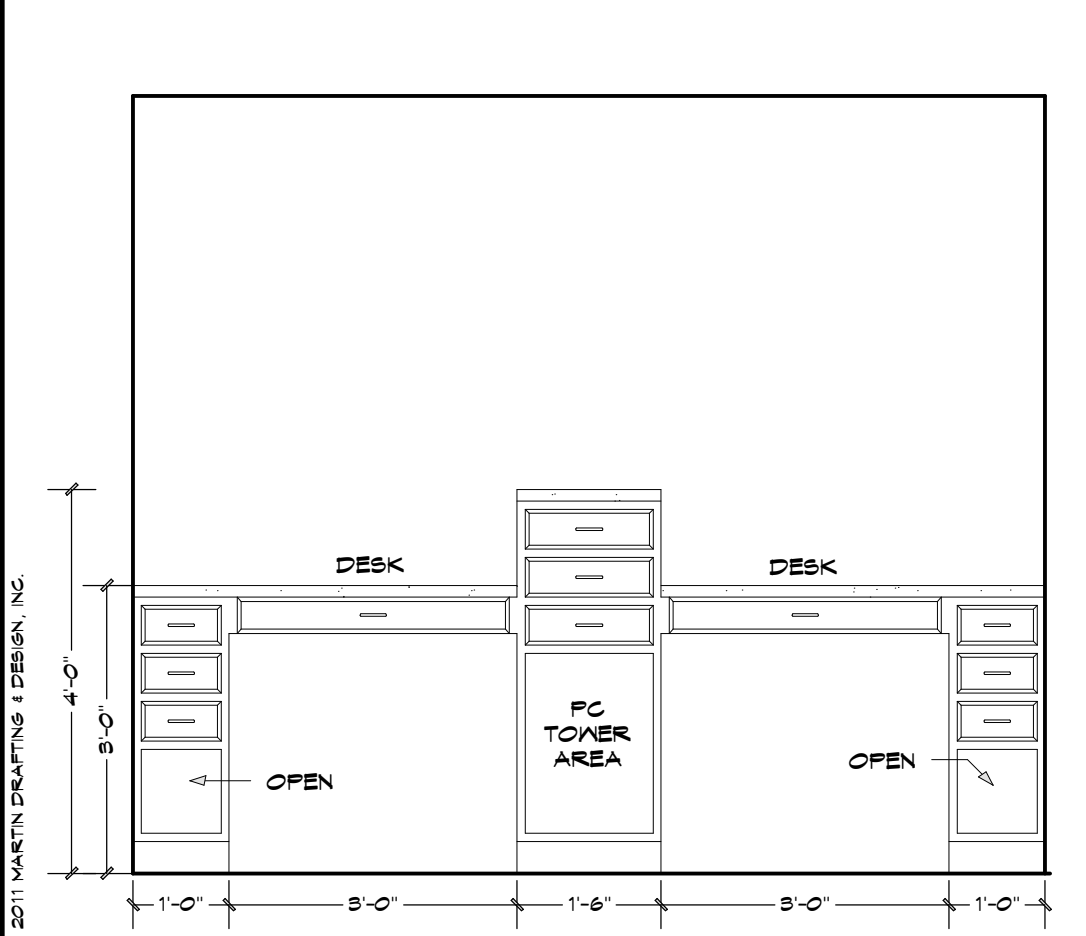 DESK
DESK
PC
TOWER
AREA
OPEN
OPEN
4'-0"
3'-0"
1'-0"
3'-0"
1'-6"
3'-0"
1'-0"
2011 MARTIN DRAFTING & DESIGN, INC.